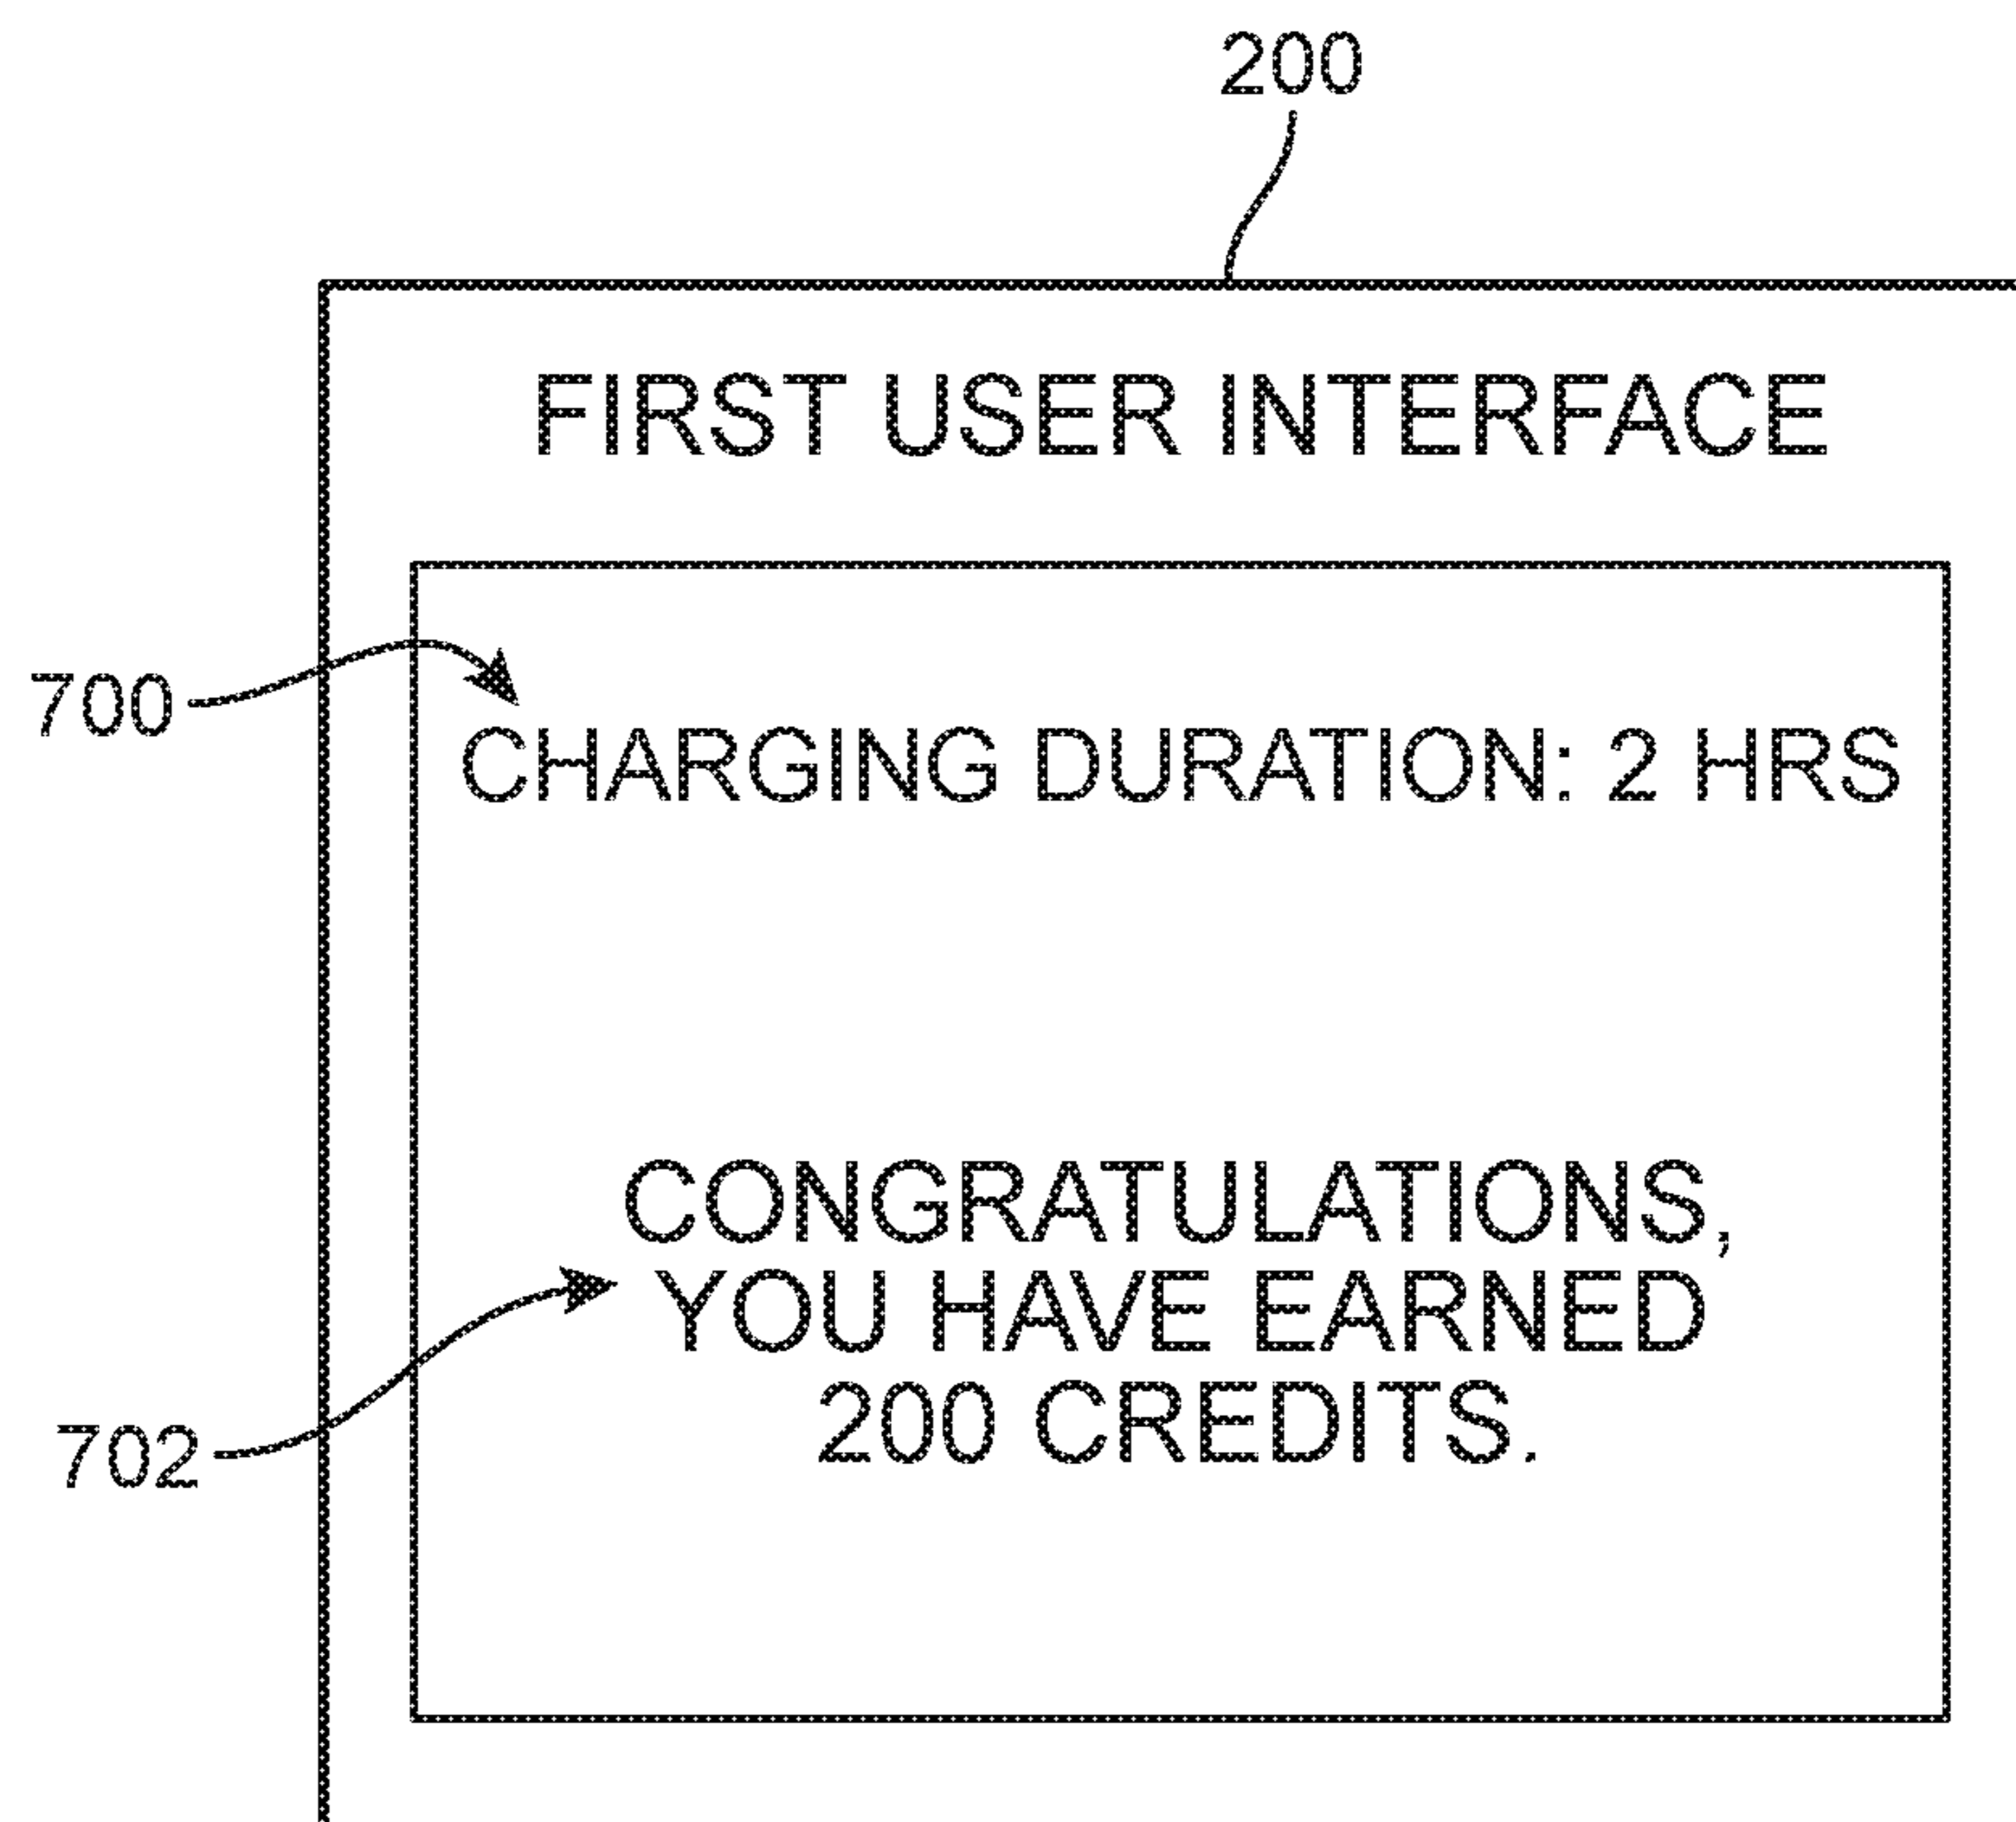 200
FIRST USER INTERFACE
700
CHARGING DURATION: 2 HRS
CONGRATULATIONS,
YOU HAVE EARNED
200 CREDITS.
702